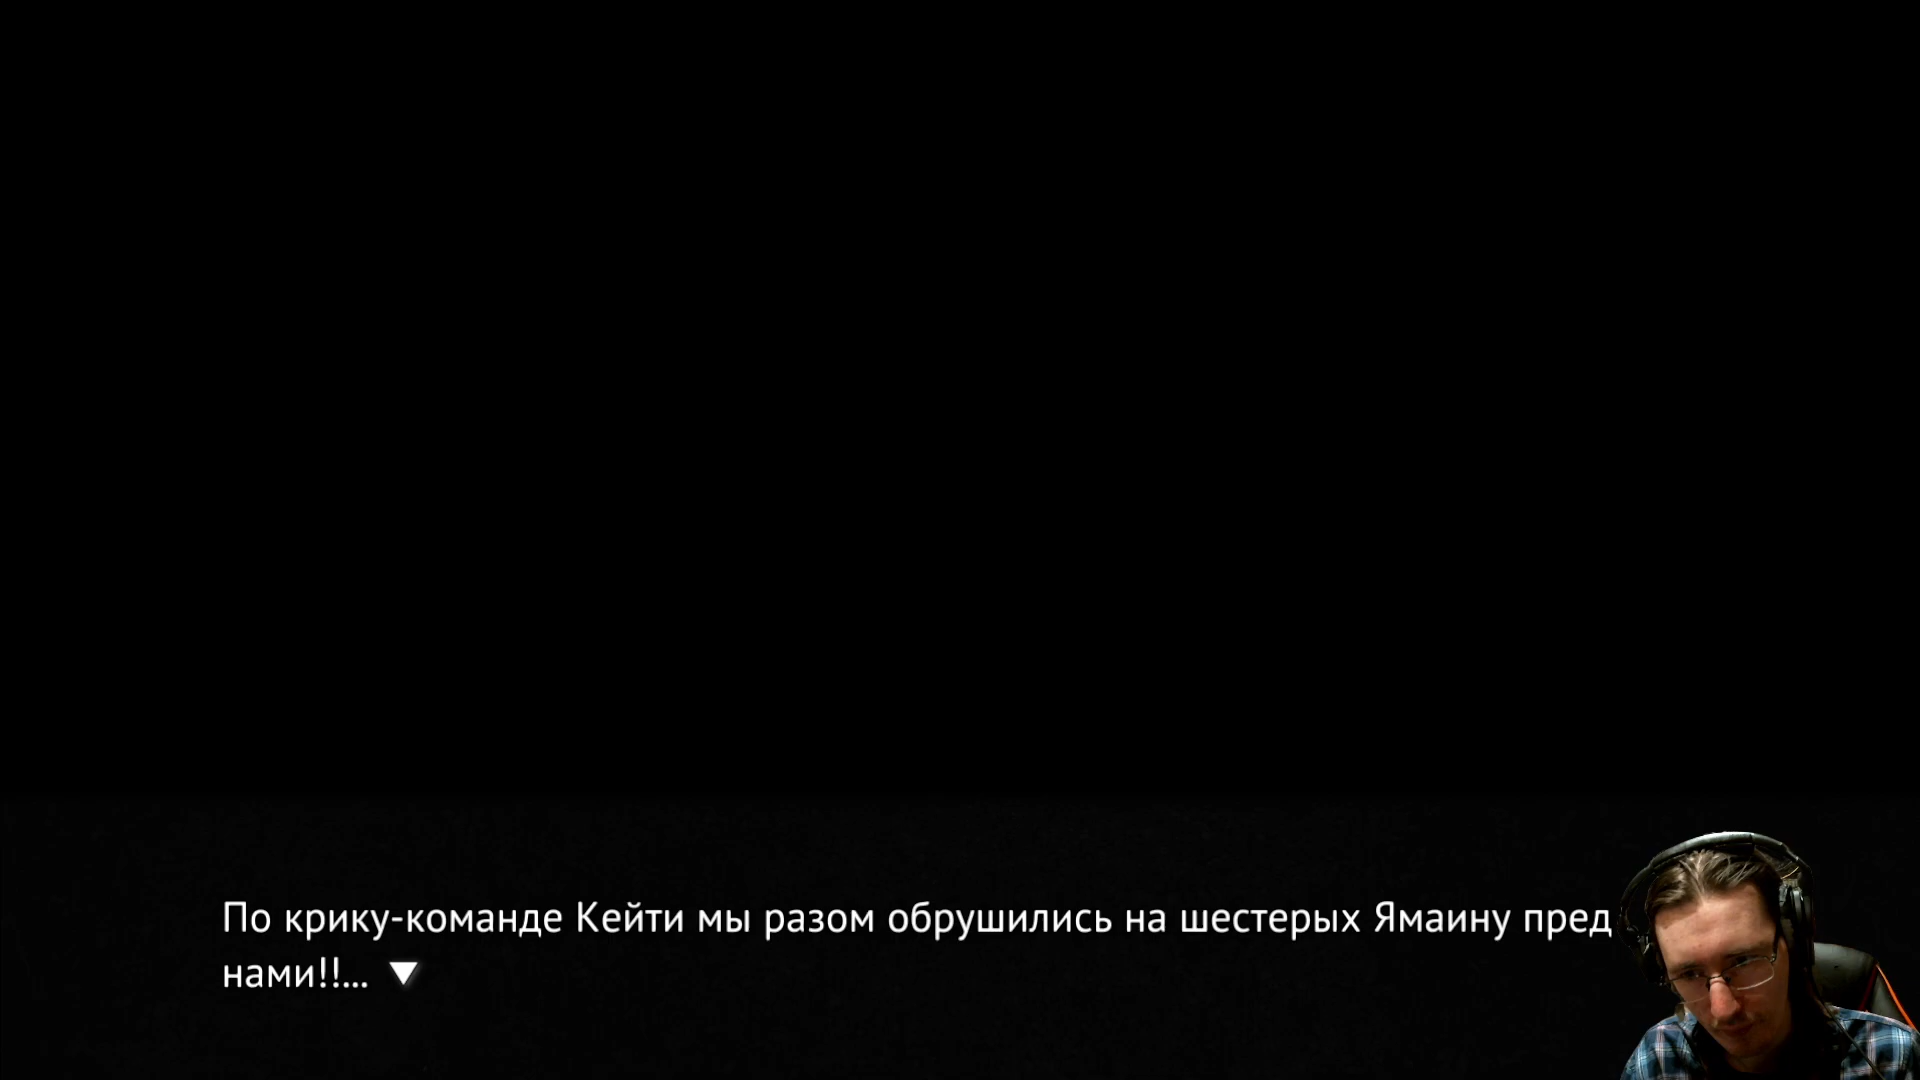 По крику-команде Кейти мы разом обрушились на шестерых Ямаину пред
нами!!...